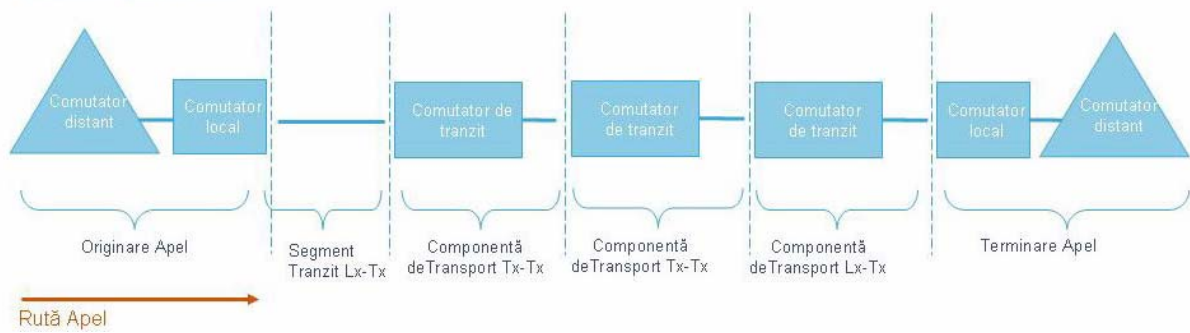 Comutator
distant
Comutator
local
Comutator de
tranzit
Comutator
de tranzit
Comutator
de tranzit
Comutator
local
Comutator
distant
Originare Apel
Segment
Tranzit Lx-Tx
Componentă
deTransport Tx-Tx
Componentă
deTransport Tx-Tx
Componentă
deTransport Lx-Tx
Terminare Apel
Rută Apel